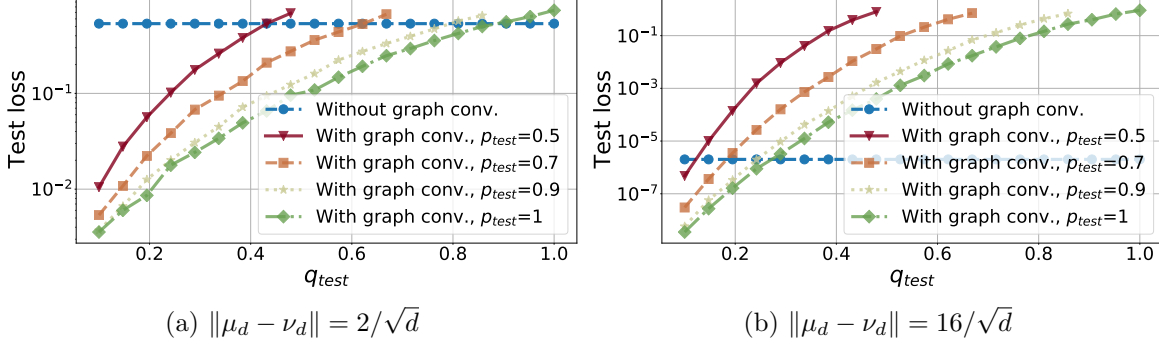 Test loss
10⁻¹
10⁻²
Without graph conv.
With graph conv., p_test=0.5
With graph conv., p_test=0.7
With graph conv., p_test=0.9
With graph conv., p_test=1
0.2 0.4 0.6 0.8 1.0
q_test
(a) ‖μ_d − ν_d‖ = 2/√d
Test loss
10⁻¹
10⁻³
10⁻⁵
10⁻⁷
Without graph conv.
With graph conv., p_test=0.5
With graph conv., p_test=0.7
With graph conv., p_test=0.9
With graph conv., p_test=1
0.2 0.4 0.6 0.8 1.0
q_test
(b) ‖μ_d − ν_d‖ = 16/√d